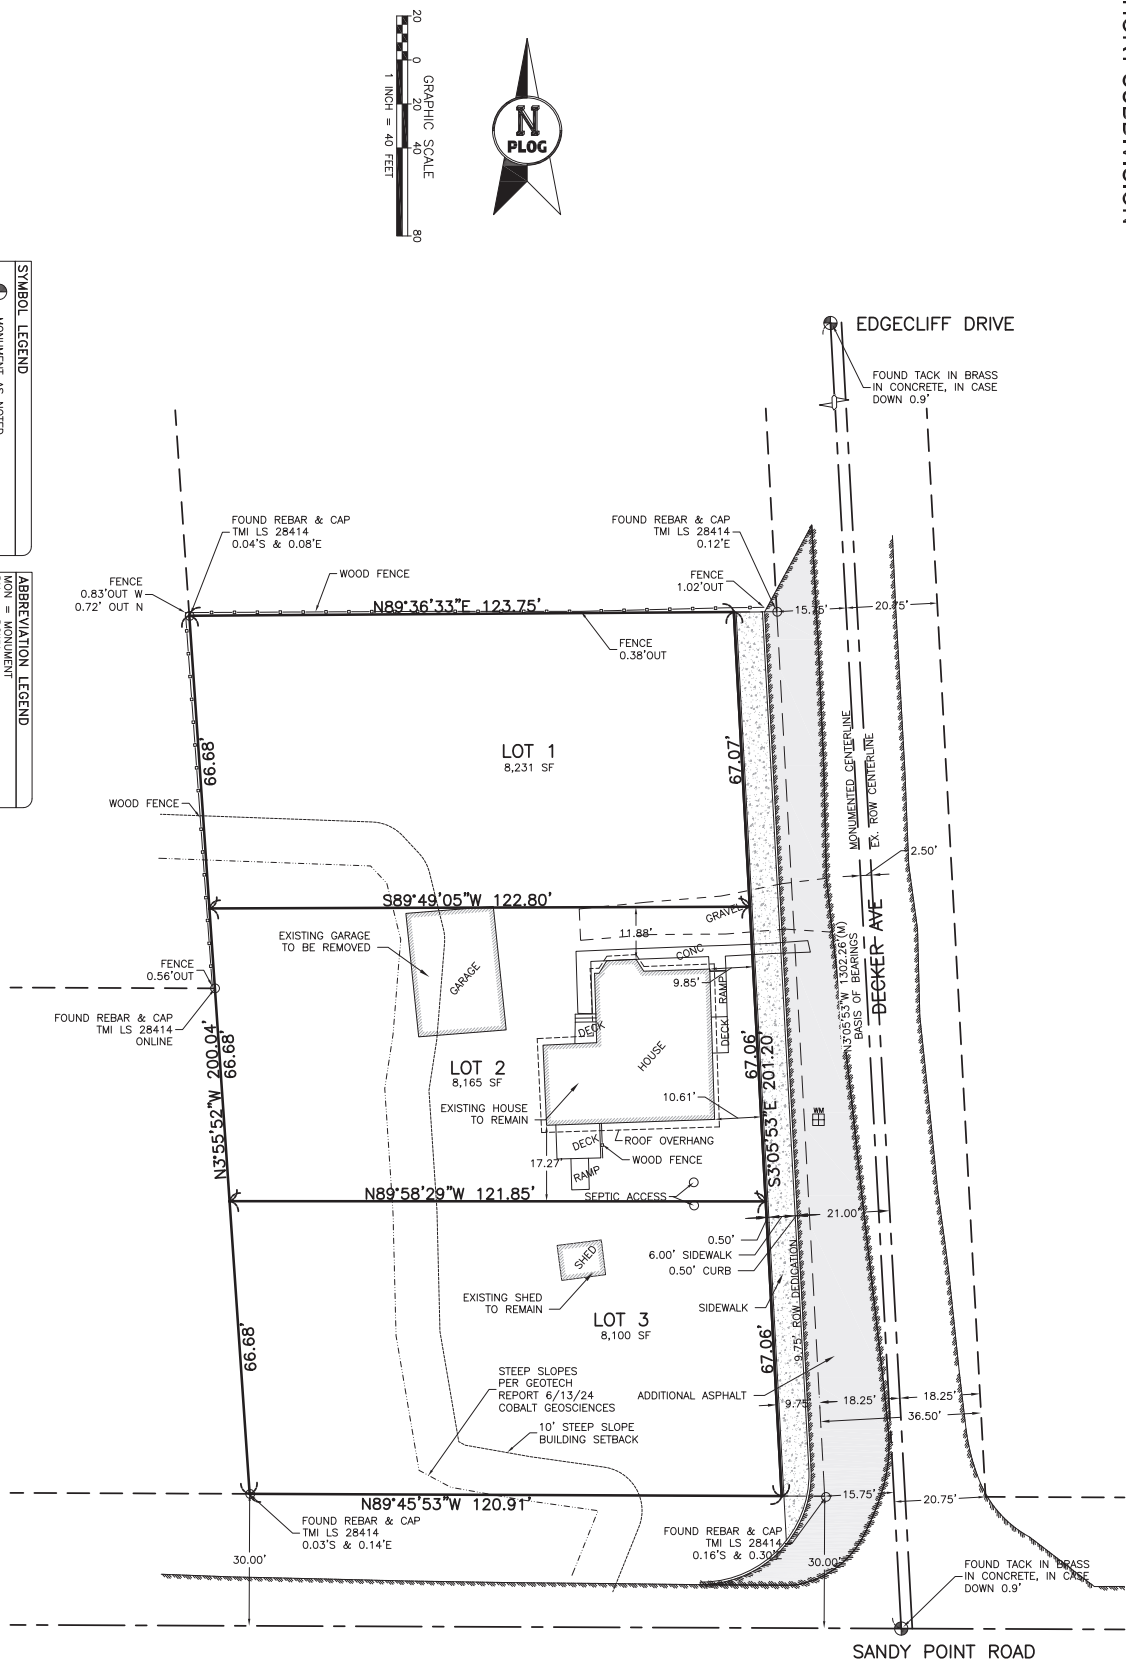 20
0
20
40
80
GRAPHIC SCALE
1 INCH = 40 FEET
N
PLOG
SYMBOL LEGEND
MONUMENT AS NOTED
ABBREVIATION LEGEND
MON = MONUMENT
EDGECLIFF DRIVE
FOUND TACK IN BRASS
IN CONCRETE, IN CASE
DOWN 0.9'
FOUND REBAR & CAP
TMI LS 28414
0.04'S & 0.08'E
FOUND REBAR & CAP
TMI LS 28414
0.12'E
FENCE
0.83'OUT W
0.72' OUT N
WOOD FENCE
FENCE
1.02'OUT
N89°36'33"E 123.75'
15.75'
20.75'
FENCE
0.38'OUT
LOT 1
8,231 SF
66.68'
67.07'
MONUMENTED CENTERLINE
EX. ROW CENTERLINE
WOOD FENCE
2.50'
S89°49'05"W 122.80'
GRAVEL
EXISTING GARAGE
TO BE REMOVED
11.88'
CONC
GARAGE
9.85'
RAMP
FENCE
0.56'OUT
DECK
DECK
HOUSE
FOUND REBAR & CAP
TMI LS 28414
ONLINE
N3°55'52"W 200.04'
66.68'
LOT 2
8,165 SF
67.06'
S3°05'53"E 201.20'
N3°05'53"W 1302.26'(M)
BASIS OF BEARINGS
DECKER AVE
10.61'
WM
EXISTING HOUSE
TO REMAIN
DECK
ROOF OVERHANG
WOOD FENCE
17.27'
RAMP
SEPTIC ACCESS
N89°58'29"W 121.85'
21.00'
0.50'
6.00' SIDEWALK
0.50' CURB
SHED
EXISTING SHED
TO REMAIN
SIDEWALK
9.75' ROW DEDICATION
LOT 3
8,100 SF
66.68'
67.06'
STEEP SLOPES
PER GEOTECH
REPORT 6/13/24
COBALT GEOSCIENCES
ADDITIONAL ASPHALT
9.75'
18.25'
18.25'
36.50'
10' STEEP SLOPE
BUILDING SETBACK
N89°45'53"W 120.91'
15.75'
20.75'
FOUND REBAR & CAP
TMI LS 28414
0.03'S & 0.14'E
FOUND REBAR & CAP
TMI LS 28414
0.16'S & 0.30'E
30.00'
30.00'
FOUND TACK IN BRASS
IN CONCRETE, IN CASE
DOWN 0.9'
SANDY POINT ROAD